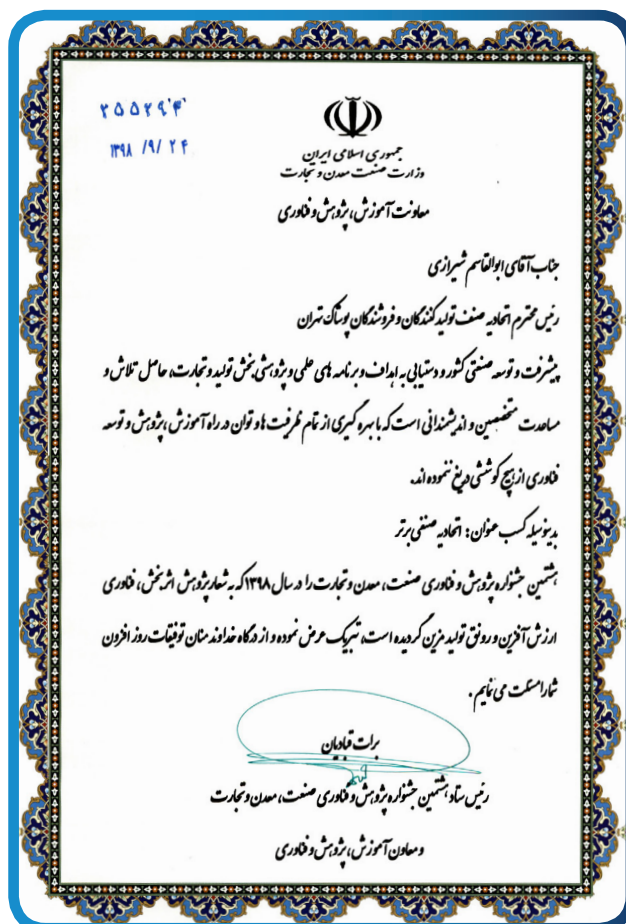 ۲۵۵۲۹۴
۱۳۹۸ /۹/ ۲۴
جمهوری اسلامی ایران
وزارت صنعت معدن و تجارت
معاونت آموزش، پژوهش و فناوری
جناب آقای ابوالقاسم شیرازی
رئیس محترم اتحادیه صنف تولید کنندگان و فروشندگان پوشاک تهران
پیشرفت و توسعه صنعتی کشور و دستیابی به اهداف و برنامه های علمی و پژوهشی بخش تولید و تجارت، حاصل تلاش و
مساعدت متخصصین و اندیشمندانی است که با بهره گیری از تمام ظرفیت ها و توان در راه آموزش، پژوهش و توسعه
فناوری از هیچ کوششی دریغ ننموده اند.
بدینوسیله کسب عنوان: اتحادیه صنفی برتر
هشتمین جشنواره پژوهش و فناوری صنعت، معدن و تجارت را در سال ۱۳۹۸ که به شعار پژوهش اثربخش، فناوری
ارزش آفرین و رونق تولید مزین گردیده است، تبریک عرض نموده و از درگاه خداوند منان توفیقات روز افزون
شما را مسئلت می نمایم.
برات قبادیان
رئیس ستاد هشتمین جشنواره پژوهش و فناوری صنعت، معدن و تجارت
و معاون آموزش، پژوهش و فناوری